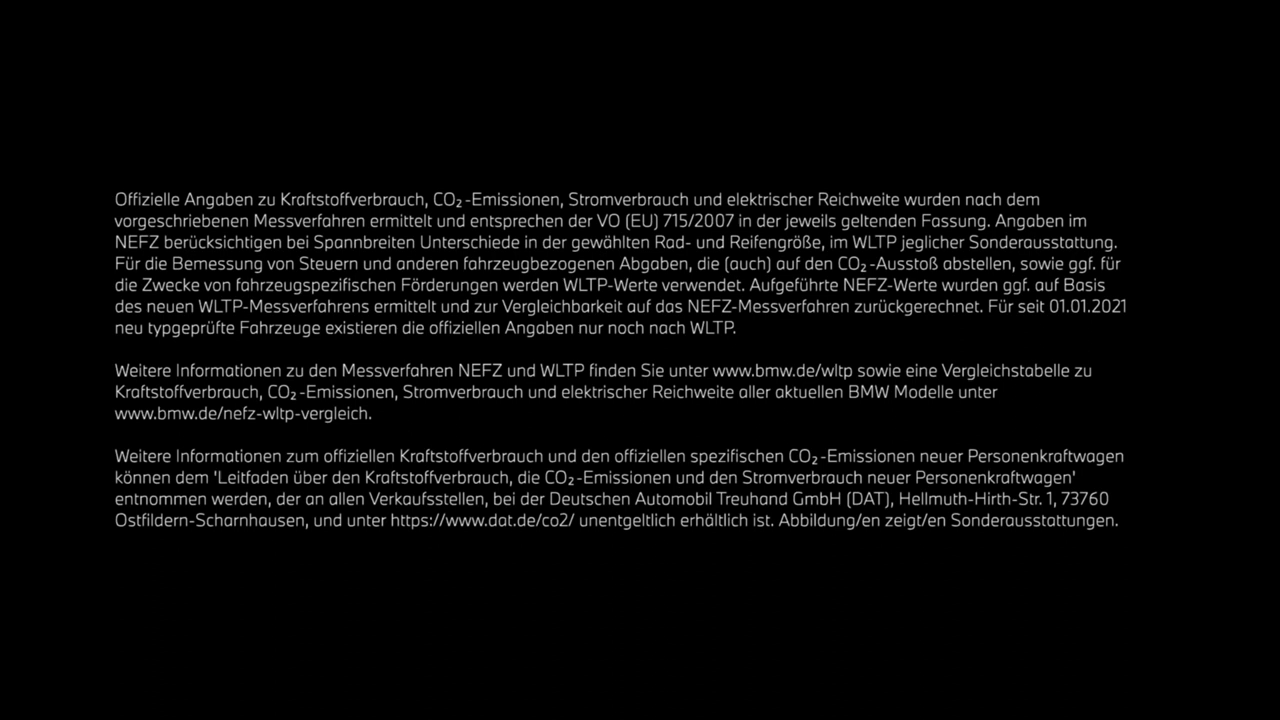 Offizielle Angaben zu Kraftstoffverbrauch, CO₂-Emissionen, Stromverbrauch und elektrischer Reichweite wurden nach dem
vorgeschriebenen Messverfahren ermittelt und entsprechen der VO (EU) 715/2007 in der jeweils geltenden Fassung. Angaben im
NEFZ berücksichtigen bei Spannbreiten Unterschiede in der gewählten Rad- und Reifengröße, im WLTP jeglicher Sonderausstattung.
Für die Bemessung von Steuern und anderen fahrzeugbezogenen Abgaben, die (auch) auf den CO₂-Ausstoß abstellen, sowie ggf. für
die Zwecke von fahrzeugspezifischen Förderungen werden WLTP-Werte verwendet. Aufgeführte NEFZ-Werte wurden ggf. auf Basis
des neuen WLTP-Messverfahrens ermittelt und zur Vergleichbarkeit auf das NEFZ-Messverfahren zurückgerechnet. Für seit 01.01.2021
neu typgeprüfte Fahrzeuge existieren die offiziellen Angaben nur noch nach WLTP.
Weitere Informationen zu den Messverfahren NEFZ und WLTP finden Sie unter www.bmw.de/wltp sowie eine Vergleichstabelle zu
Kraftstoffverbrauch, CO₂-Emissionen, Stromverbrauch und elektrischer Reichweite aller aktuellen BMW Modelle unter
www.bmw.de/nefz-wltp-vergleich.
Weitere Informationen zum offiziellen Kraftstoffverbrauch und den offiziellen spezifischen CO₂-Emissionen neuer Personenkraftwagen
können dem 'Leitfaden über den Kraftstoffverbrauch, die CO₂-Emissionen und den Stromverbrauch neuer Personenkraftwagen'
entnommen werden, der an allen Verkaufsstellen, bei der Deutschen Automobil Treuhand GmbH (DAT), Hellmuth-Hirth-Str. 1, 73760
Ostfildern-Scharnhausen, und unter https://www.dat.de/co2/ unentgeltlich erhältlich ist. Abbildung/en zeigt/en Sonderausstattungen.